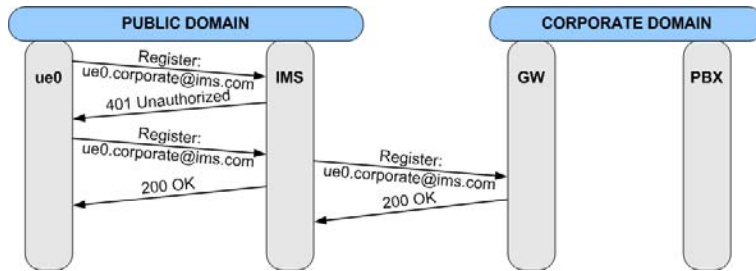 PUBLIC DOMAIN
CORPORATE DOMAIN
ue0
IMS
GW
PBX
Register:
ue0.corporate@ims.com
401 Unauthorized
Register:
ue0.corporate@ims.com
Register:
ue0.corporate@ims.com
200 OK
200 OK